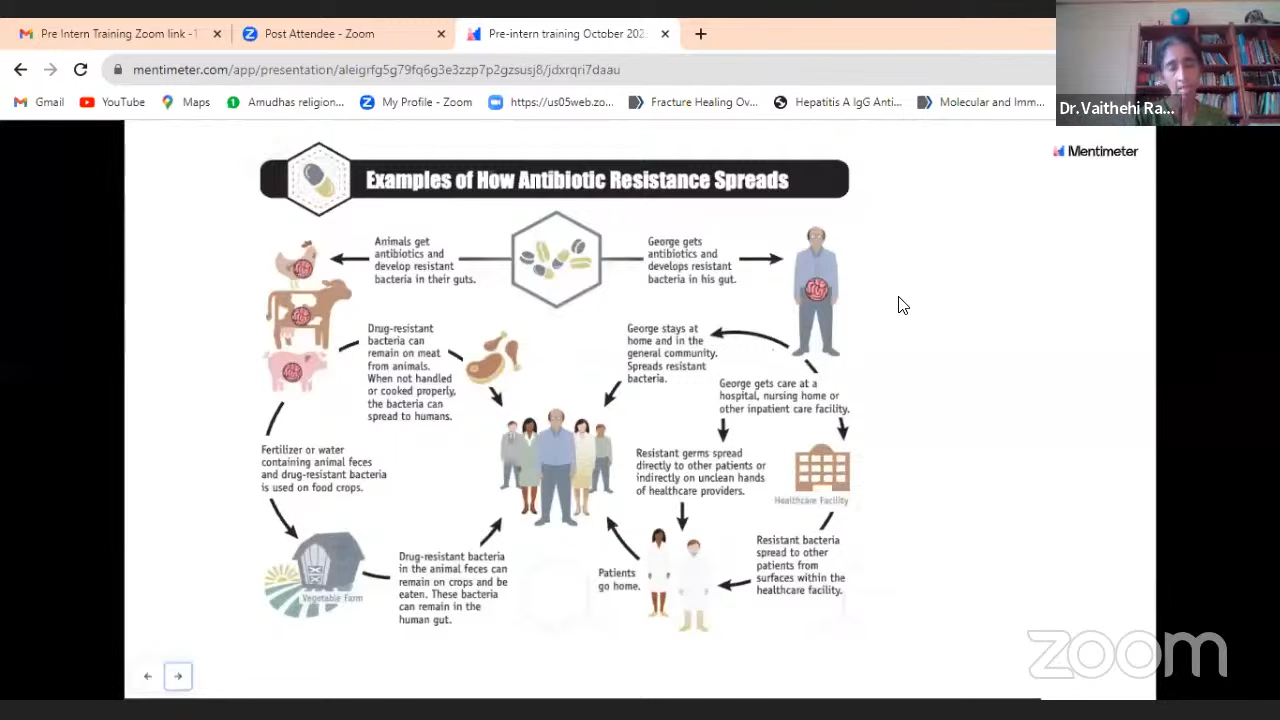 Pre Intern Training Zoom link -
Post Attendee - Zoom
Pre-intern training October 202
mentimeter.com/app/presentation/aleigrfg5g79fq6g3e3zzp7p2gzsusj8/jdxrqri7daau
Gmail
YouTube
Maps
Amudhas religion...
My Profile - Zoom
https://us05web.zo...
Fracture Healing Ov...
Hepatitis A IgG Anti...
Molecular and Imm...
Dr.Vaithehi Ra...
Mentimeter
Examples of How Antibiotic Resistance Spreads
Animals get
antibiotics and
develop resistant
bacteria in their guts.
George gets
antibiotics and
develops resistant
bacteria in his gut.
Drug-resistant
bacteria can
remain on meat
from animals.
When not handled
or cooked properly,
the bacteria can
spread to humans.
George stays at
home and in the
general community.
Spreads resistant
bacteria.
George gets care at a
hospital, nursing home or
other inpatient care facility.
Fertilizer or water
containing animal feces
and drug-resistant bacteria
is used on food crops.
Resistant germs spread
directly to other patients or
indirectly on unclean hands
of healthcare providers.
Healthcare Facility
Vegetable Farm
Drug-resistant bacteria
in the animal feces can
remain on crops and be
eaten. These bacteria
can remain in the
human gut.
Patients
go home.
Resistant bacteria
spread to other
patients from
surfaces within the
healthcare facility.
zoom